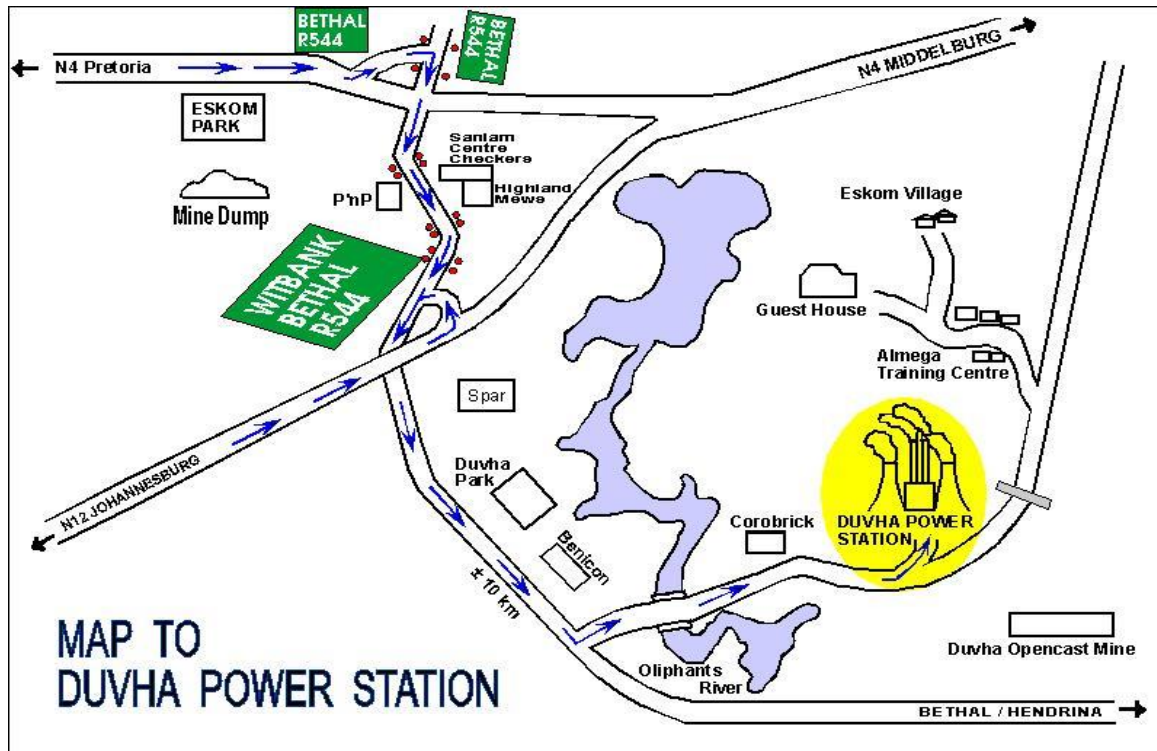 BETHAL
R544
BETHAL
R544
N4 Pretoria
N4 MIDDELBURG
ESKOM
PARK
Sanlam
Centre
Checkers
P'nP
Highland
Mews
Mine Dump
Eskom Village
WITBANK
BETHAL
R544
Guest House
Almega
Training Centre
Spar
N12 JOHANNESBURG
Duvha
Park
Corobrick
DUVHA POWER
STATION
Benicon
± 10 km
MAP TO
DUVHA POWER STATION
Oliphants
River
Duvha Opencast Mine
BETHAL / HENDRINA